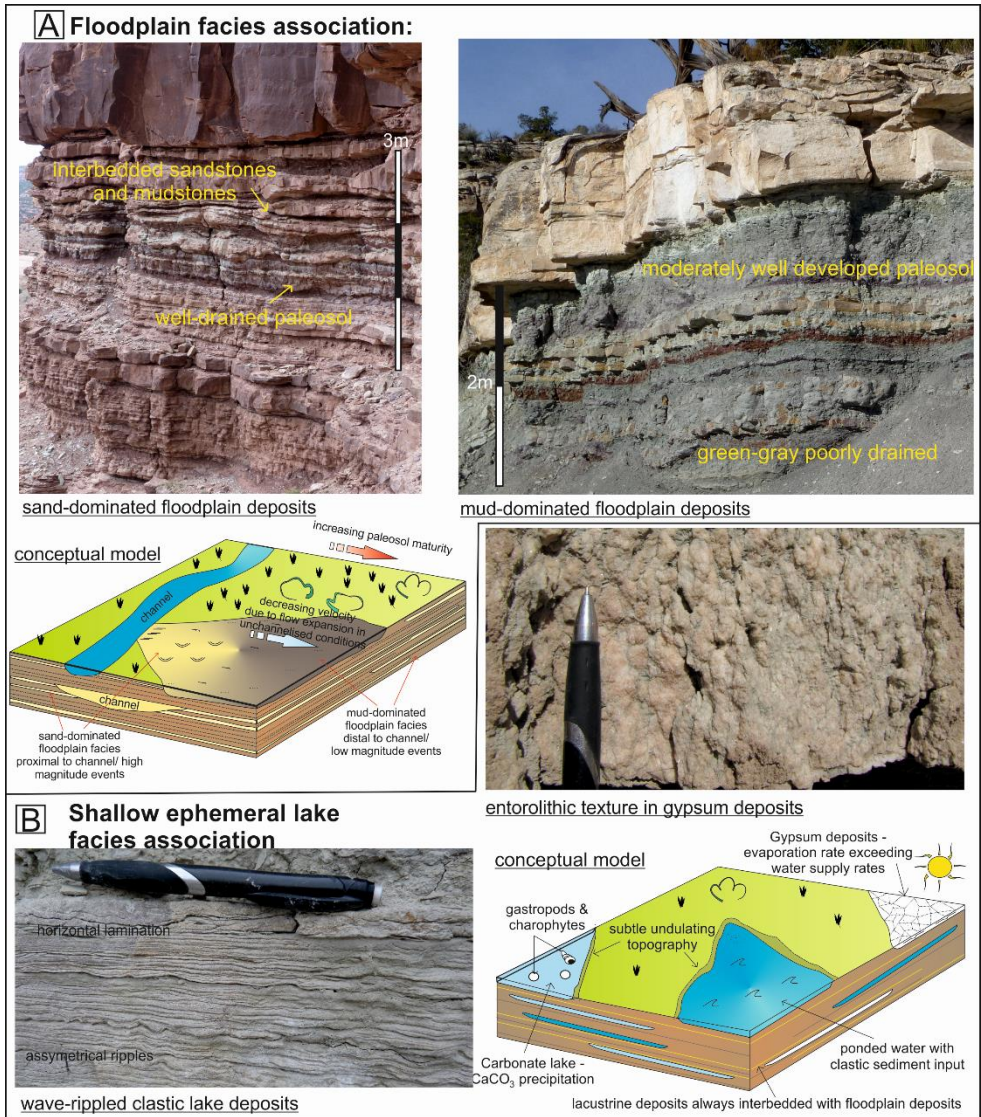 A Floodplain facies association:
3m
interbedded sandstones
and mudstones
well-drained paleosol
moderately well developed paleosol
2m
green-gray poorly drained
sand-dominated floodplain deposits
mud-dominated floodplain deposits
conceptual model
increasing paleosol maturity
channel
decreasing velocity
due to flow expansion in
unchannelised conditions
channel
sand-dominated
floodplain facies
proximal to channel/ high
magnitude events
mud-dominated
floodplain facies
distal to channel/
low magnitude events
entorolithic texture in gypsum deposits
B Shallow ephemeral lake
facies association
horizontal lamination
assymetrical ripples
wave-rippled clastic lake deposits
conceptual model
Gypsum deposits -
evaporation rate exceeding
water supply rates
gastropods &
charophytes
subtle undulating
topography
Carbonate lake -
CaCO3 precipitation
ponded water with
clastic sediment
input
lacustrine deposits always interbedded with floodplain deposits